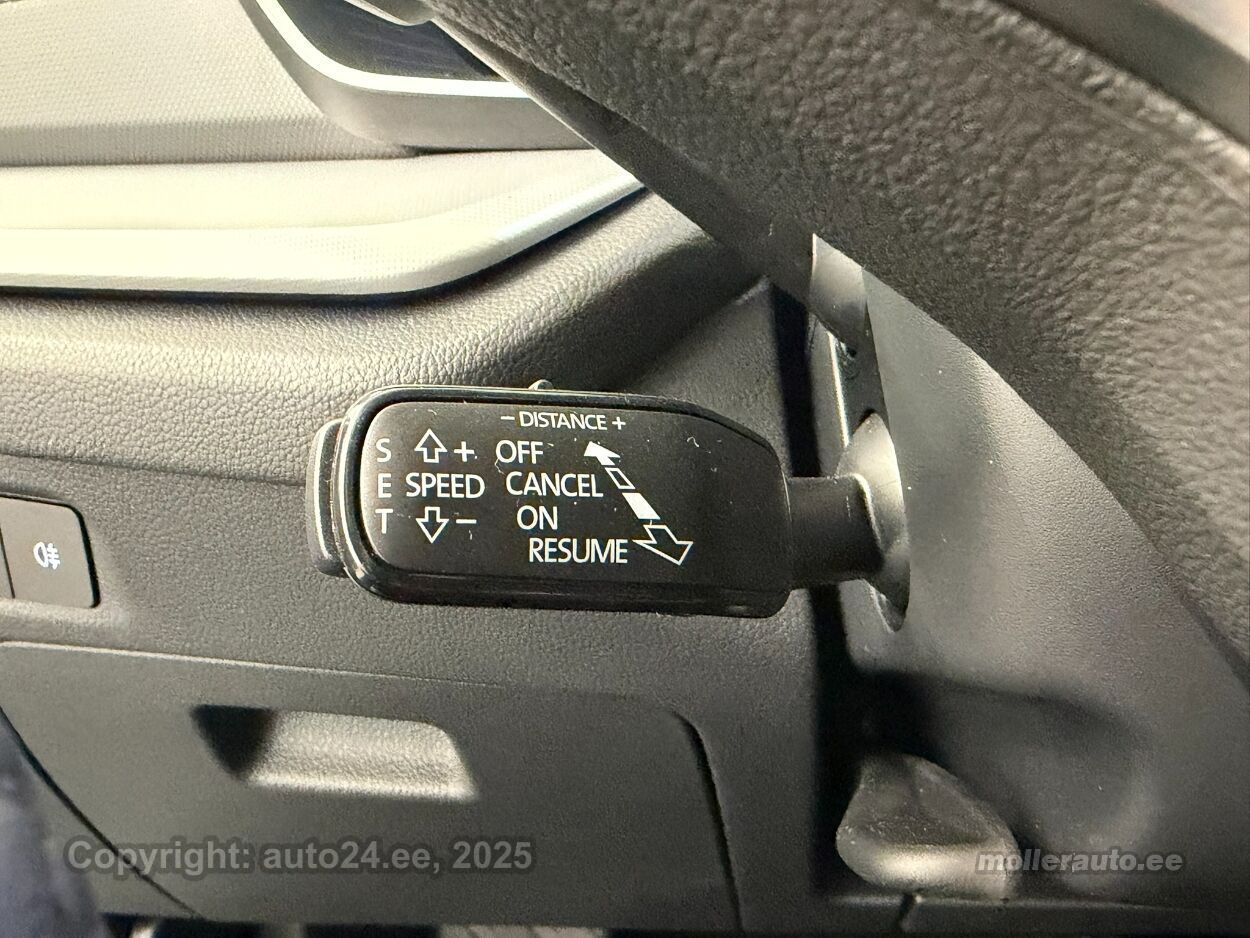 − DISTANCE +
S + OFF
E SPEED CANCEL
T − ON
RESUME
Copyright: auto24.ee, 2025
mollerauto.ee